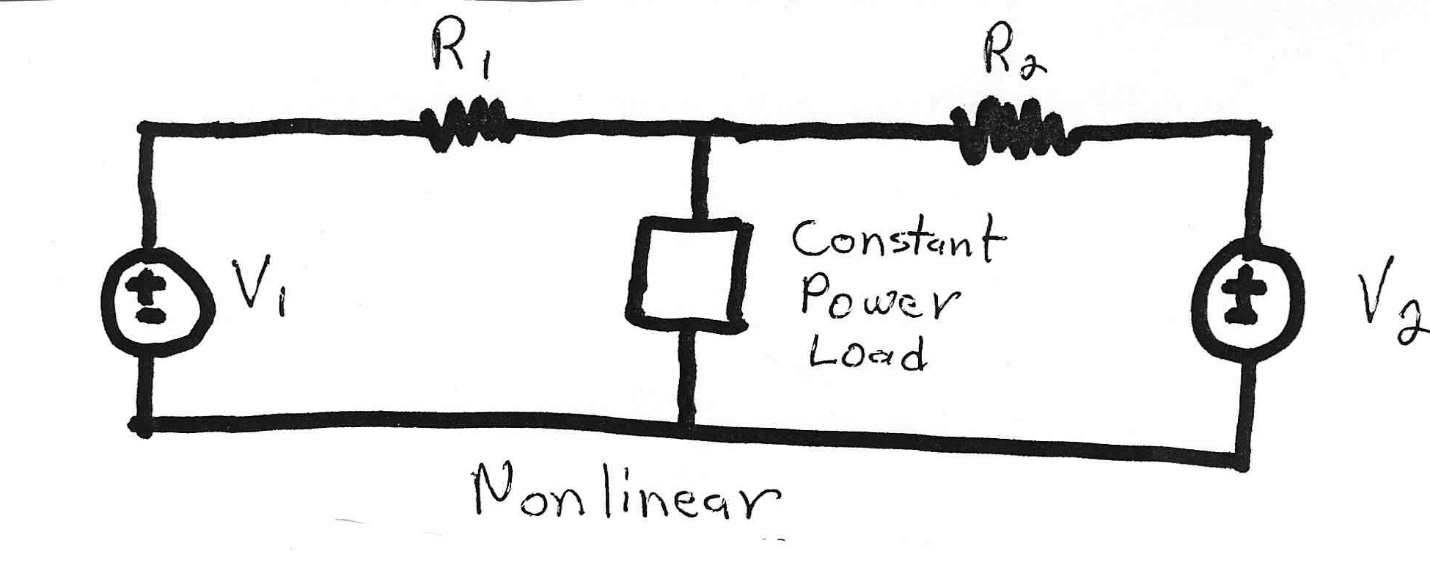 R1
R2
+
-
V1
Constant
Power
Load
+
-
V2
Nonlinear